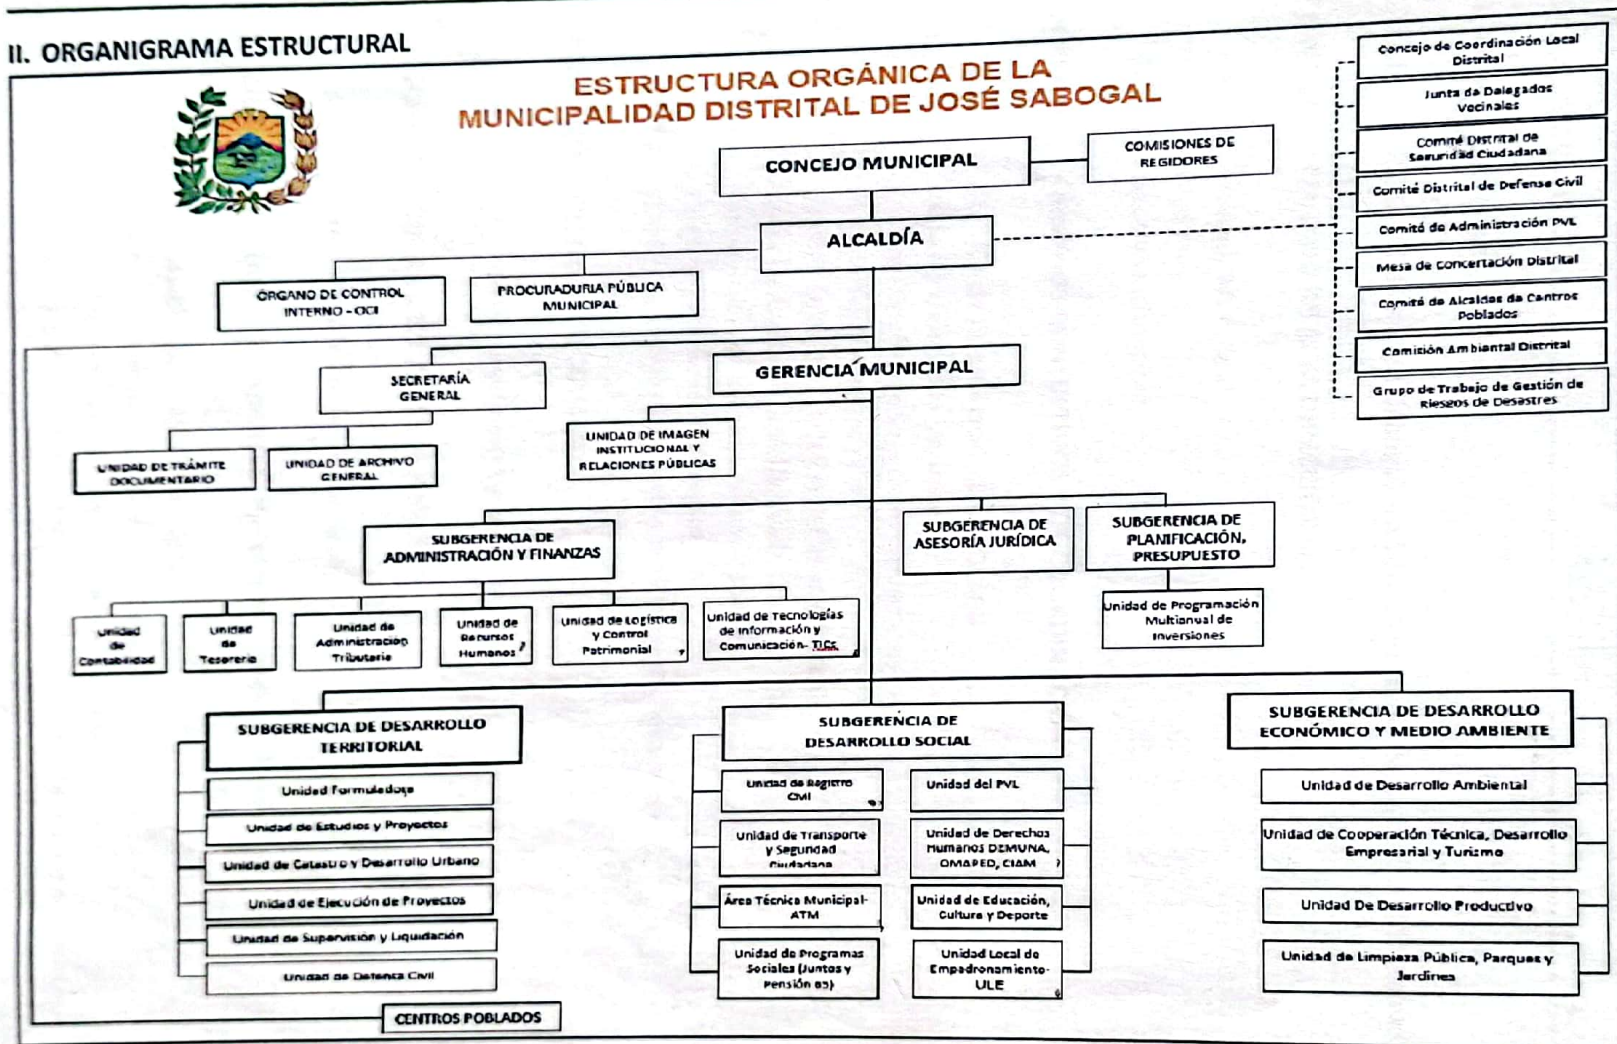 II. ORGANIGRAMA ESTRUCTURAL
ESTRUCTURA ORGÁNICA DE LA
MUNICIPALIDAD DISTRITAL DE JOSÉ SABOGAL
CONCEJO MUNICIPAL
COMISIONES DE
REGIDORES
ALCALDÍA
Concejo de Coordinación Local
Distrital
Junta de Delegados
Vecinales
Comité Distrital de
Seguridad Ciudadana
Comité Distrital de Defensa Civil
Comité de Administración PVL
Mesa de Concertación Distrital
Comité de Alcaldes de Centros
Poblados
Comisión Ambiental Distrital
Grupo de Trabajo de Gestión de
Riesgos de Desastres
ÓRGANO DE CONTROL
INTERNO - OCI
PROCURADURIA PÚBLICA
MUNICIPAL
SECRETARÍA
GENERAL
GERENCIA MUNICIPAL
UNIDAD DE TRÁMITE
DOCUMENTARIO
UNIDAD DE ARCHIVO
GENERAL
UNIDAD DE IMAGEN
INSTITUCIONAL Y
RELACIONES PÚBLICAS
SUBGERENCIA DE
ADMINISTRACIÓN Y FINANZAS
SUBGERENCIA DE
ASESORÍA JURÍDICA
SUBGERENCIA DE
PLANIFICACIÓN,
PRESUPUESTO
Unidad
de
Contabilidad
Unidad
de
Tesoreria
Unidad de
Administración
Tributaria
Unidad de
Recursos
Humanos
Unidad de Logística
y Control
Patrimonial
Unidad de Tecnologías
de Información y
Comunicación- TICs
Unidad de Programación
Multianual de
Inversiones
SUBGERENCIA DE DESARROLLO
TERRITORIAL
Unidad Formuladora
Unidad de Estudios y Proyectos
Unidad de Catastro y Desarrollo Urbano
Unidad de Ejecución de Proyectos
Unidad de Supervisión y Liquidación
Unidad de Defensa Civil
SUBGERENCIA DE
DESARROLLO SOCIAL
Unidad de Registro
Civil
Unidad de Transporte
y Seguridad
Ciudadana
Área Técnica Municipal-
ATM
Unidad de Programas
Sociales (Juntos y
Pensión 65)
Unidad del PVL
Unidad de Derechos
Humanos DEMUNA,
OMAPED, CIAM
Unidad de Educación,
Cultura y Deporte
Unidad Local de
Empadronamiento-
ULE
SUBGERENCIA DE DESARROLLO
ECONÓMICO Y MEDIO AMBIENTE
Unidad de Desarrollo Ambiental
Unidad de Cooperación Técnica, Desarrollo
Empresarial y Turismo
Unidad De Desarrollo Productivo
Unidad de Limpieza Pública, Parques y
Jardines
CENTROS POBLADOS